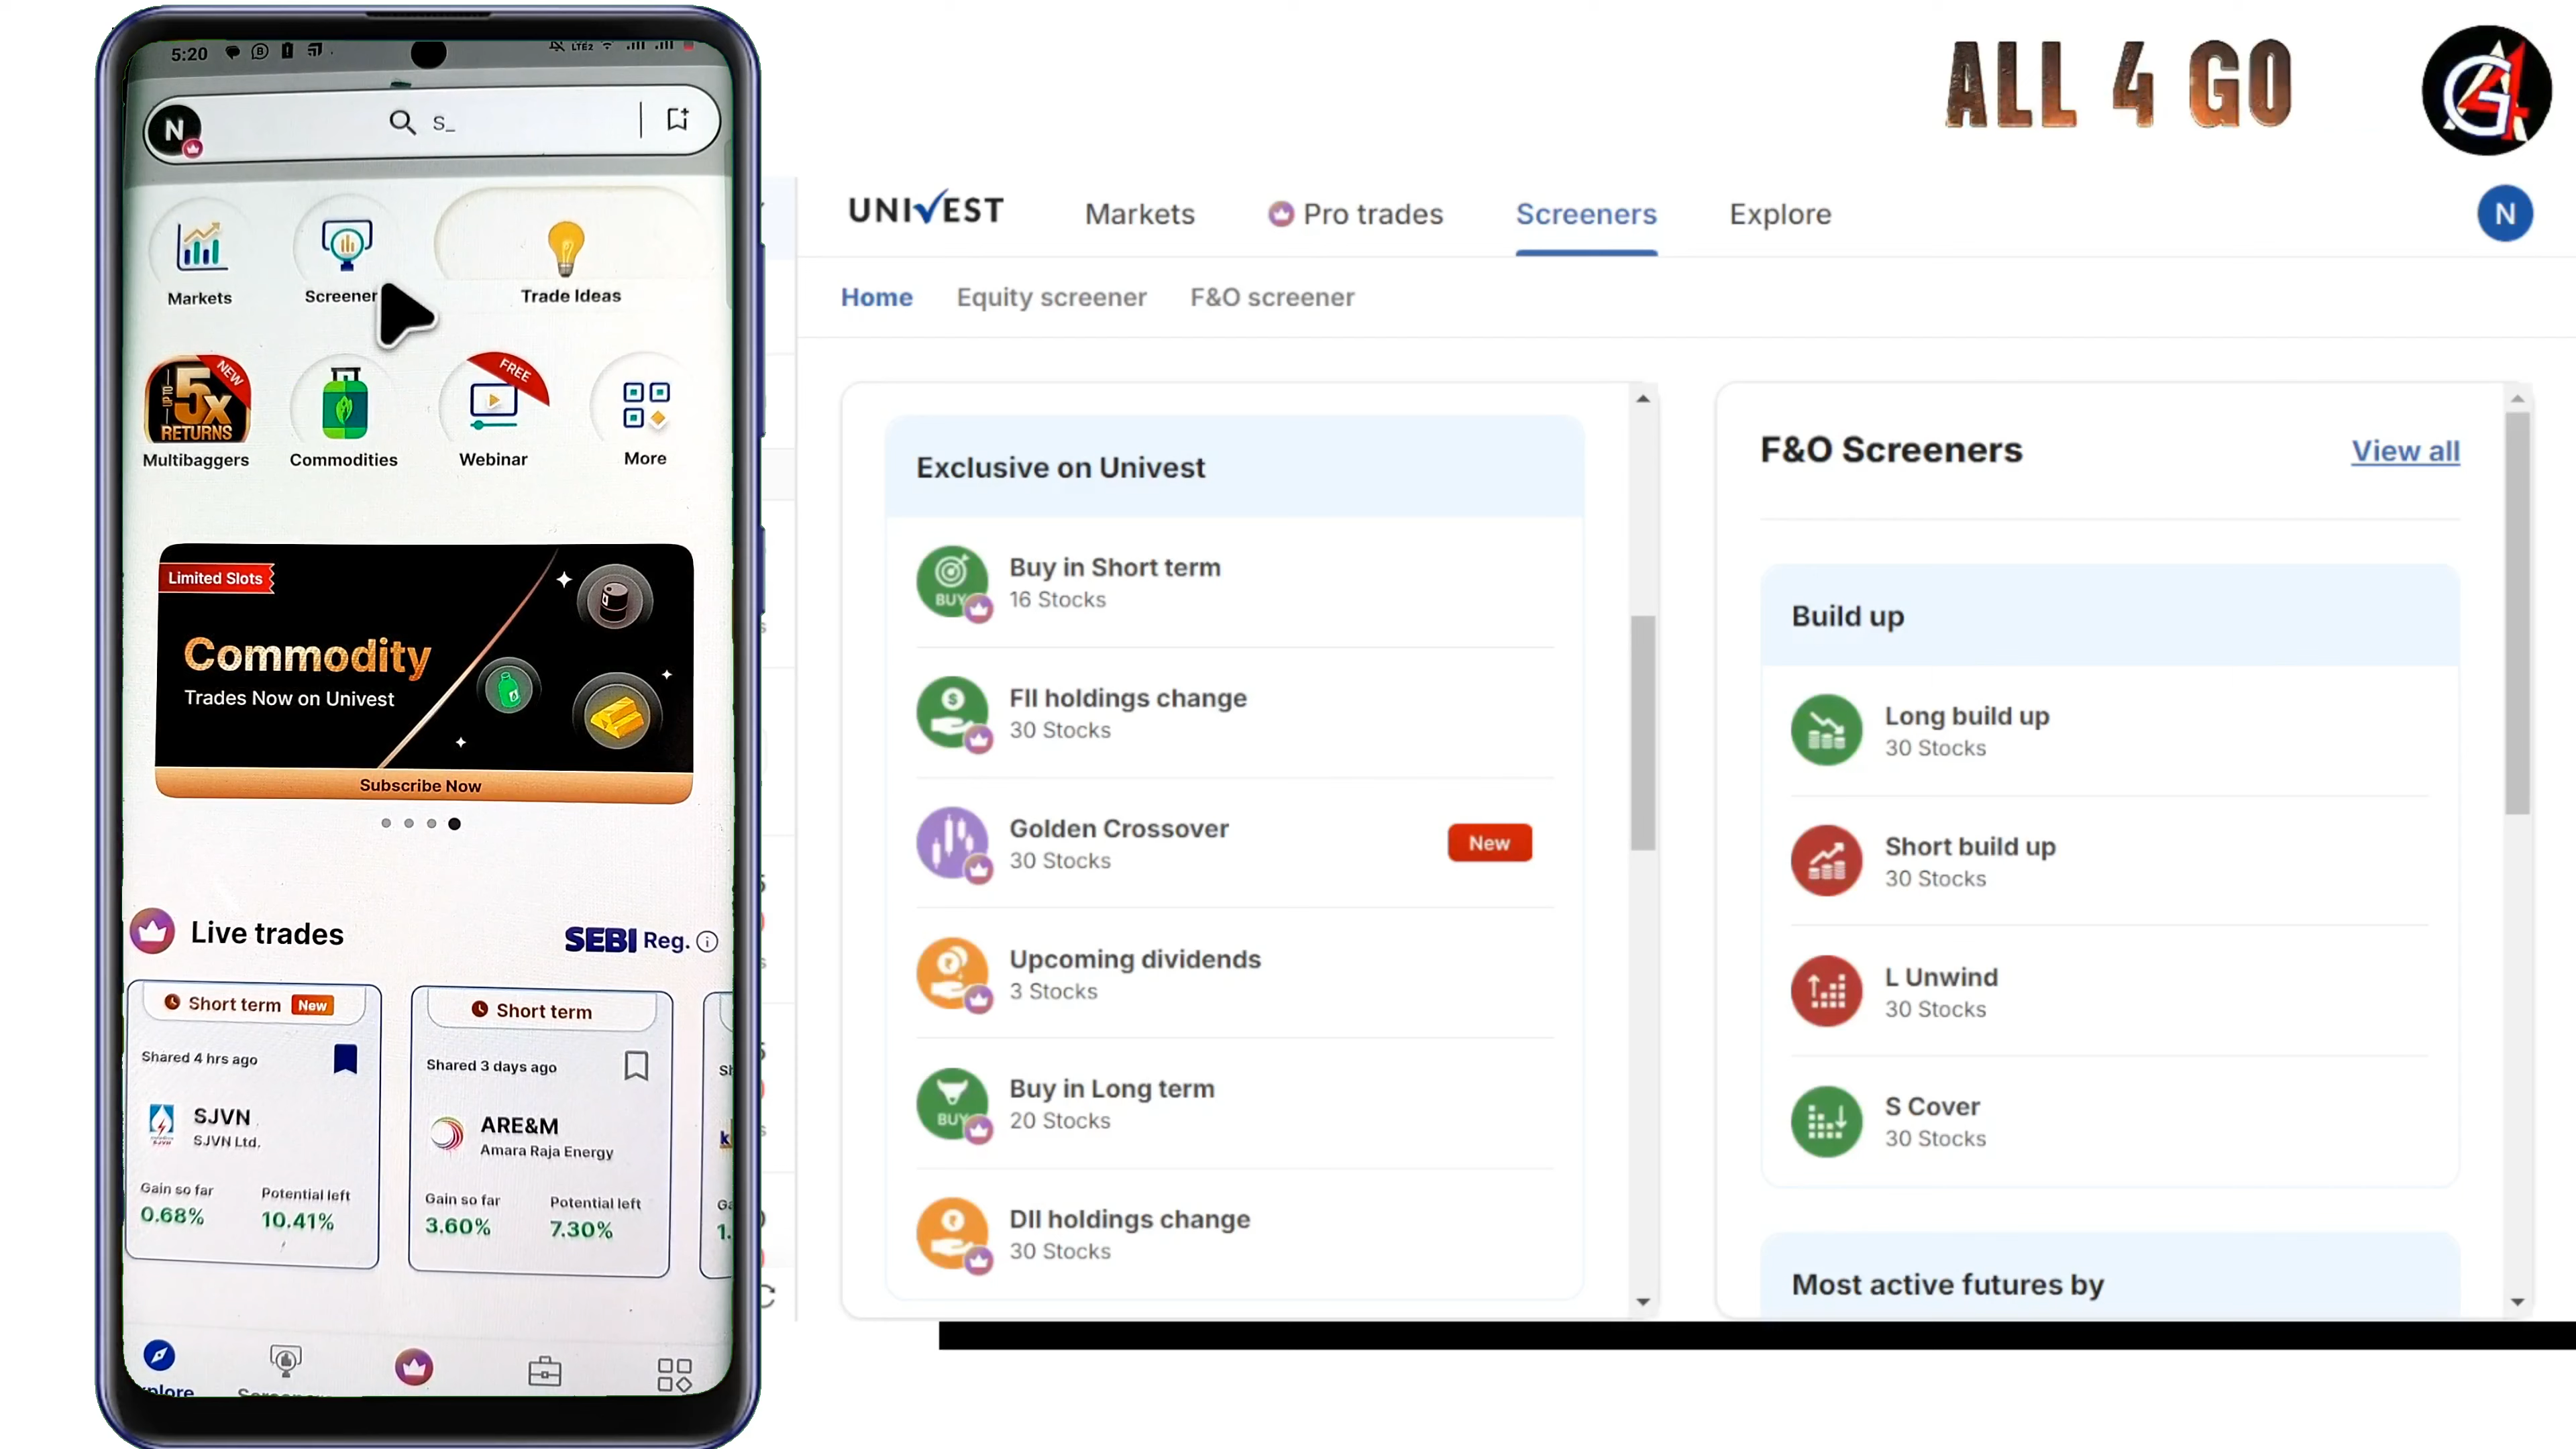 5:20
LTE2
ALL 4 GO
N
S_
UNIVEST
Markets
Pro trades
Screeners
Explore
N
Markets
Screener
Trade Ideas
Home
Equity screener
F&O screener
UP TO
5x
RETURNS
NEW
FREE
Multibaggers
Commodities
Webinar
More
Exclusive on Univest
F&O Screeners
View all
Limited Slots
Commodity
Trades Now on Univest
Subscribe Now
BUY
Buy in Short term
16 Stocks
FII holdings change
30 Stocks
Golden Crossover
30 Stocks
New
Upcoming dividends
3 Stocks
BUY
Buy in Long term
20 Stocks
DII holdings change
30 Stocks
Build up
Long build up
30 Stocks
Short build up
30 Stocks
L Unwind
30 Stocks
S Cover
30 Stocks
Most active futures by
Live trades
SEBI Reg.
Short term
New
Shared 4 hrs ago
SJVN
SJVN Ltd.
Gain so far
Potential left
0.68%
10.41%
Short term
Shared 3 days ago
ARE&M
Amara Raja Energy
Gain so far
Potential left
3.60%
7.30%